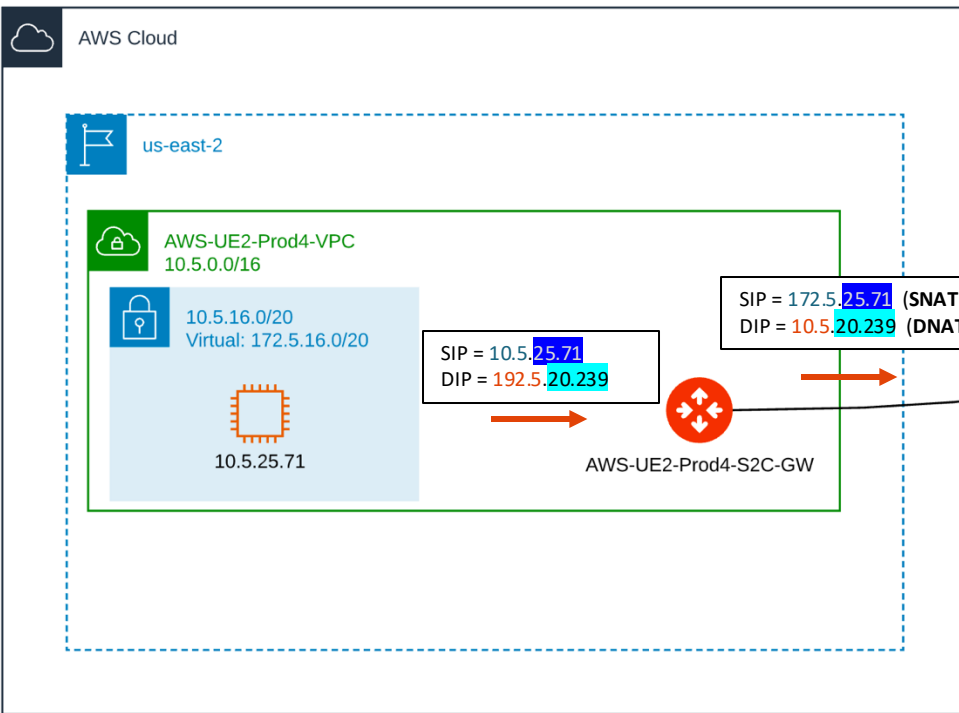 AWS Cloud
us-east-2
AWS-UE2-Prod4-VPC
10.5.0.0/16
10.5.16.0/20
Virtual: 172.5.16.0/20
10.5.25.71
SIP = 10.5.25.71
DIP = 192.5.20.239
SIP = 172.5.25.71 (SNAT
DIP = 10.5.20.239 (DNAT
AWS-UE2-Prod4-S2C-GW